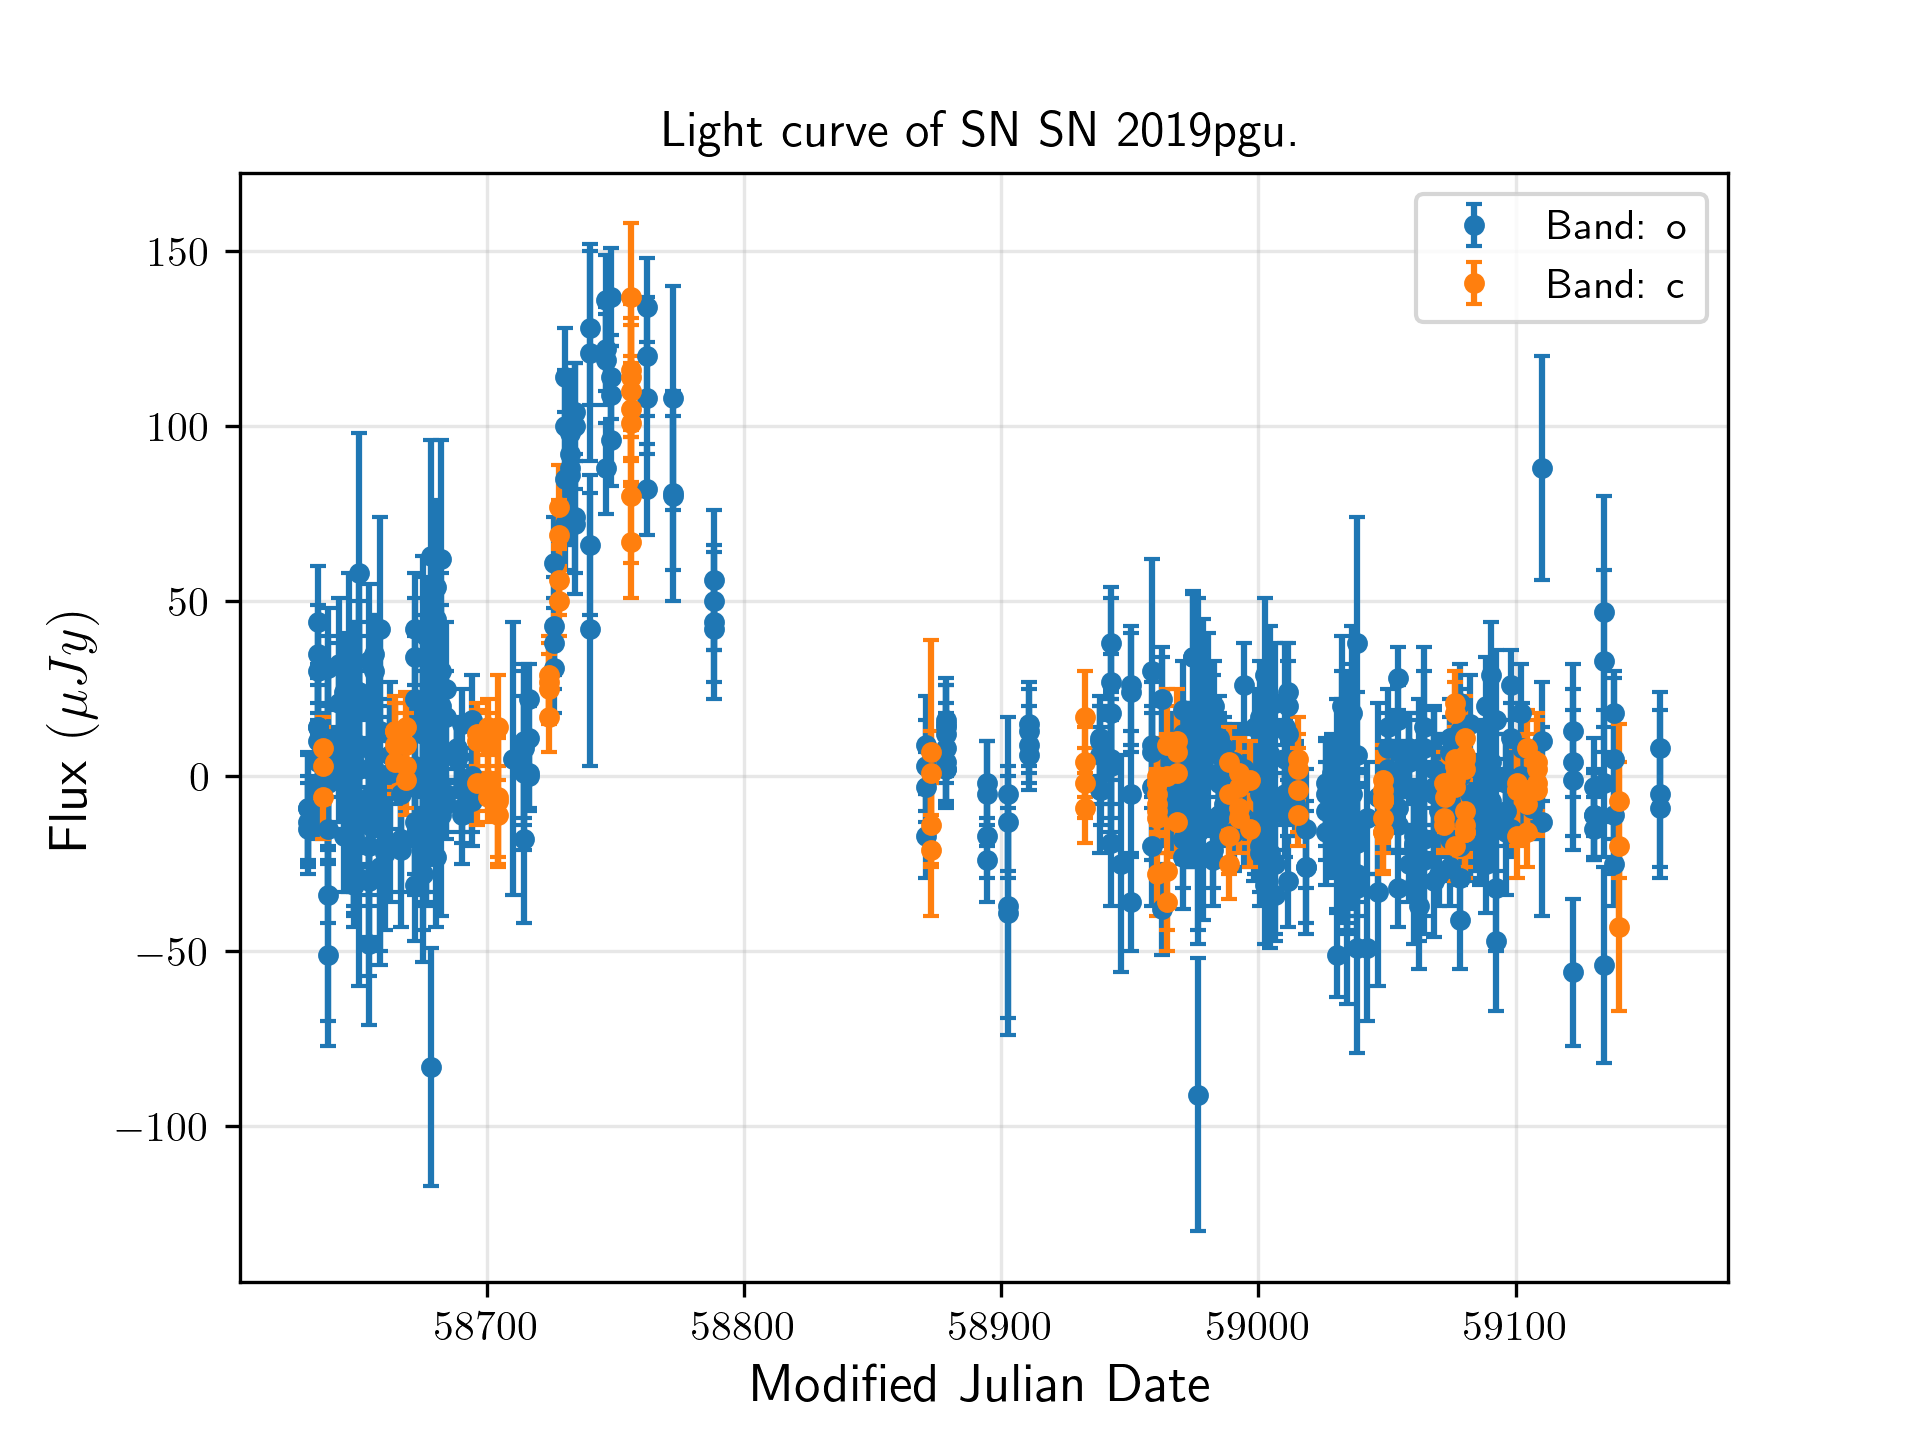 Light curve of SN SN 2019pgu.
Band: o
Band: c
150
100
50
0
−50
−100
Flux (μJy)
58700 58800 58900 59000 59100
Modified Julian Date